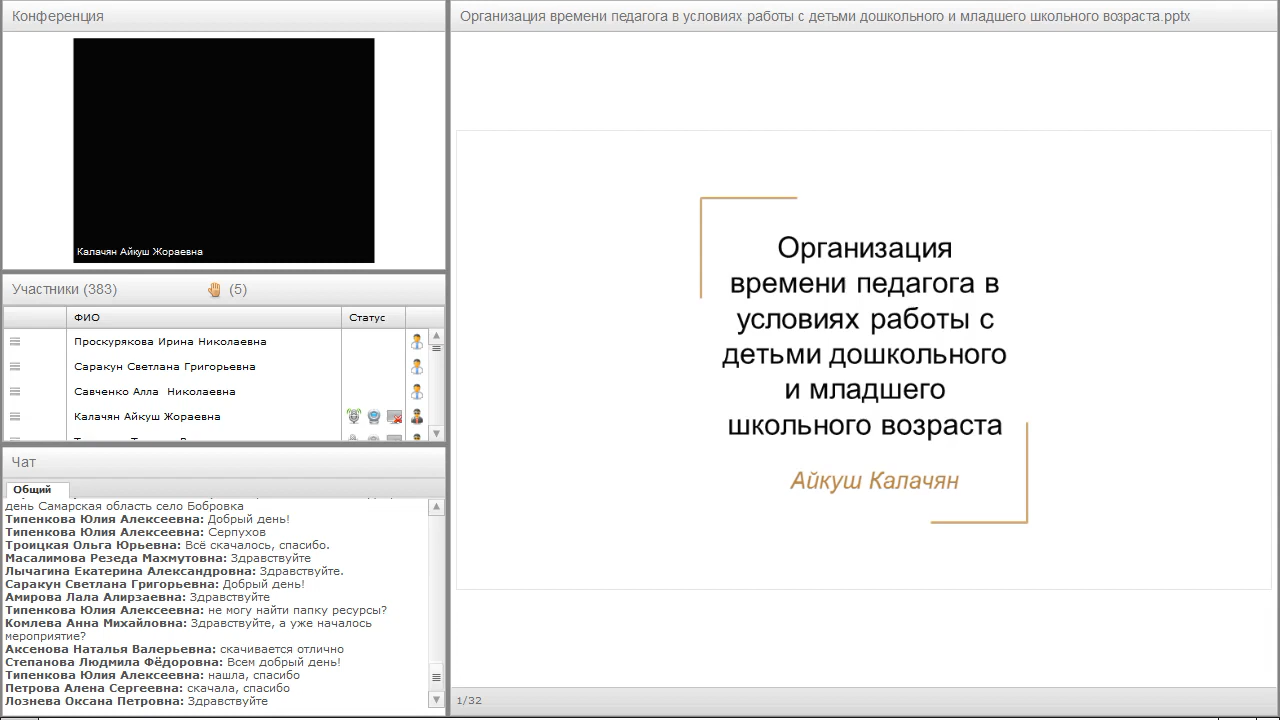 Конференция
Калачян Айкуш Жораевна
Участники (383)
(5)
ФИО
Статус
Проскурякова Ирина Николаевна
Саракун Светлана Григорьевна
Савченко Алла  Николаевна
Калачян Айкуш Жораевна
Чат
Общий
день Самарская область село Бобровка
Типенкова Юлия Алексеевна: Добрый день!
Типенкова Юлия Алексеевна: Серпухов
Троицкая Ольга Юрьевна: Всё скачалось, спасибо.
Масалимова Резеда Махмутовна: Здравствуйте
Лычагина Екатерина Александровна: Здравствуйте.
Саракун Светлана Григорьевна: Добрый день!
Амирова Лала Алирзаевна: Здравствуйте
Типенкова Юлия Алексеевна: не могу найти папку ресурсы?
Комлева Анна Михайловна: Здравствуйте, а уже началось
мероприятие?
Аксенова Наталья Валерьевна: скачивается отлично
Степанова Людмила Фёдоровна: Всем добрый день!
Типенкова Юлия Алексеевна: нашла, спасибо
Петрова Алена Сергеевна: скачала, спасибо
Лознева Оксана Петровна: Здравствуйте
Организация времени педагога в условиях работы с детьми дошкольного и младшего школьного возраста.pptx
Организация
времени педагога в
условиях работы с
детьми дошкольного
и младшего
школьного возраста
Айкуш Калачян
1/32